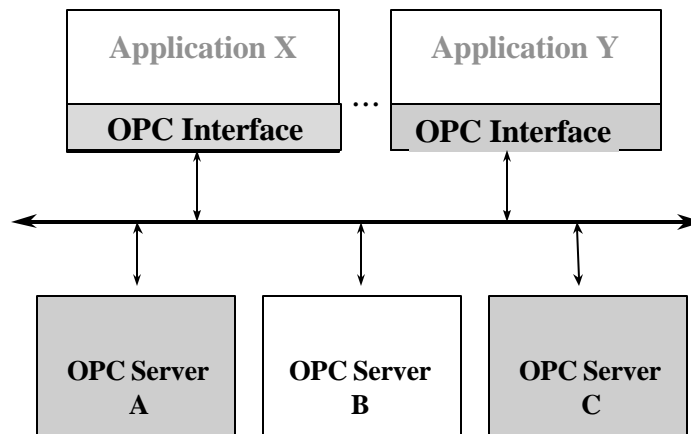 Application X
Application Y
...
OPC Interface
OPC Interface
OPC Server
A
OPC Server
B
OPC Server
C